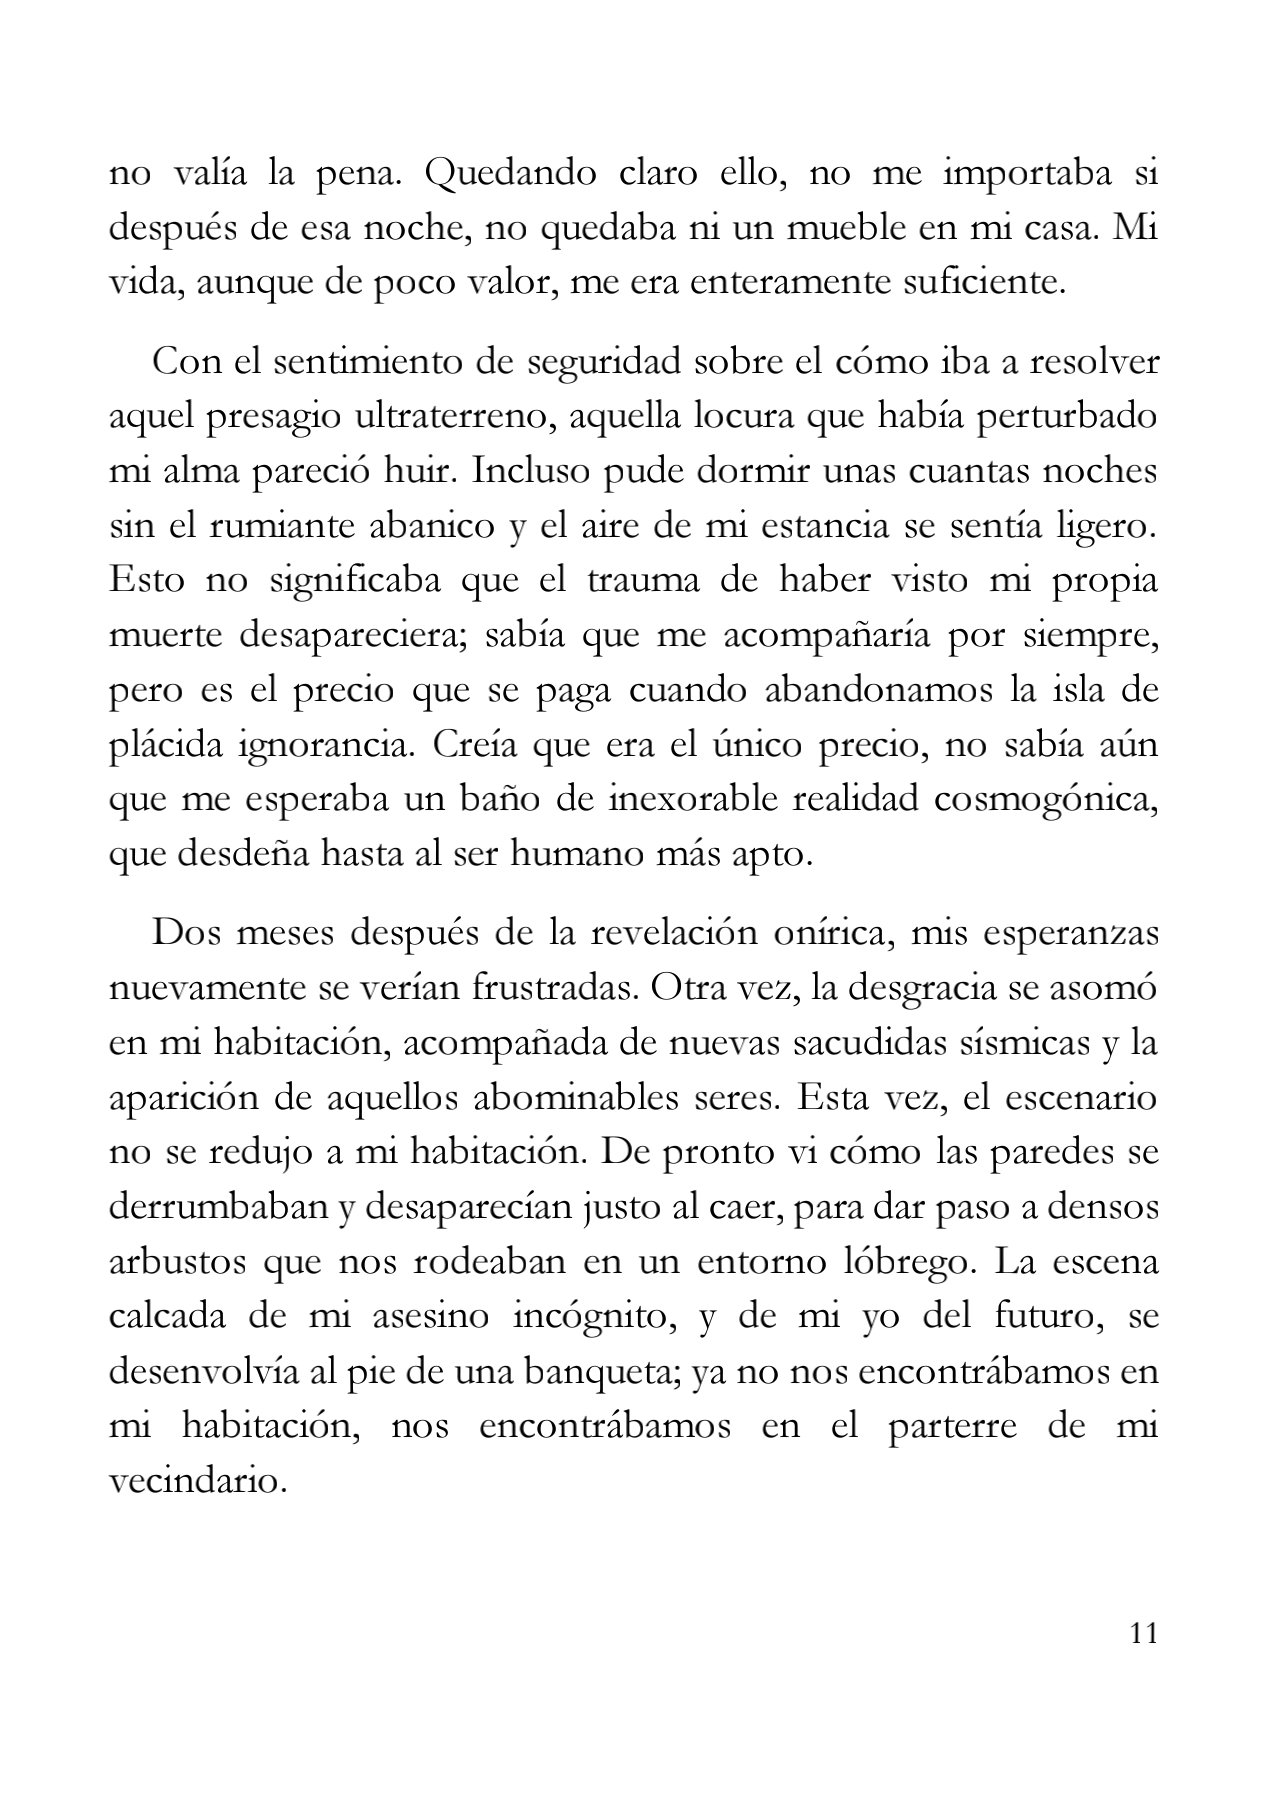 no valía la pena. Quedando claro ello, no me importaba si
después de esa noche, no quedaba ni un mueble en mi casa. Mi
vida, aunque de poco valor, me era enteramente suficiente.
Con el sentimiento de seguridad sobre el cómo iba a resolver
aquel presagio ultraterreno, aquella locura que había perturbado
mi alma pareció huir. Incluso pude dormir unas cuantas noches
sin el rumiante abanico y el aire de mi estancia se sentía ligero.
Esto no significaba que el trauma de haber visto mi propia
muerte desapareciera; sabía que me acompañaría por siempre,
pero es el precio que se paga cuando abandonamos la isla de
plácida ignorancia. Creía que era el único precio, no sabía aún
que me esperaba un baño de inexorable realidad cosmogónica,
que desdeña hasta al ser humano más apto.
Dos meses después de la revelación onírica, mis esperanzas
nuevamente se verían frustradas. Otra vez, la desgracia se asomó
en mi habitación, acompañada de nuevas sacudidas sísmicas y la
aparición de aquellos abominables seres. Esta vez, el escenario
no se redujo a mi habitación. De pronto vi cómo las paredes se
derrumbaban y desaparecían justo al caer, para dar paso a densos
arbustos que nos rodeaban en un entorno lóbrego. La escena
calcada de mi asesino incógnito, y de mi yo del futuro, se
desenvolvía al pie de una banqueta; ya no nos encontrábamos en
mi habitación, nos encontrábamos en el parterre de mi
vecindario.
11